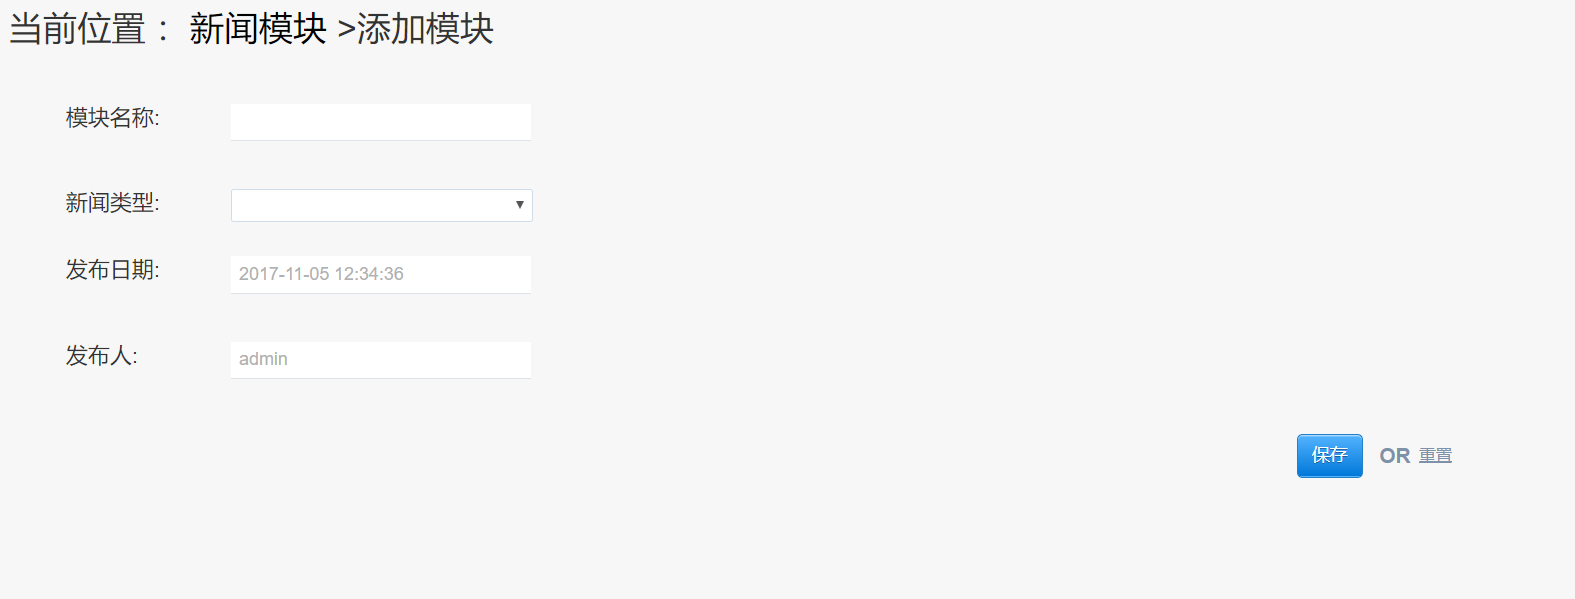 当前位置： 新闻模块 >添加模块
模块名称:
新闻类型:
发布日期: 2017-11-05 12:34:36
发布人: admin
保存 OR 重置